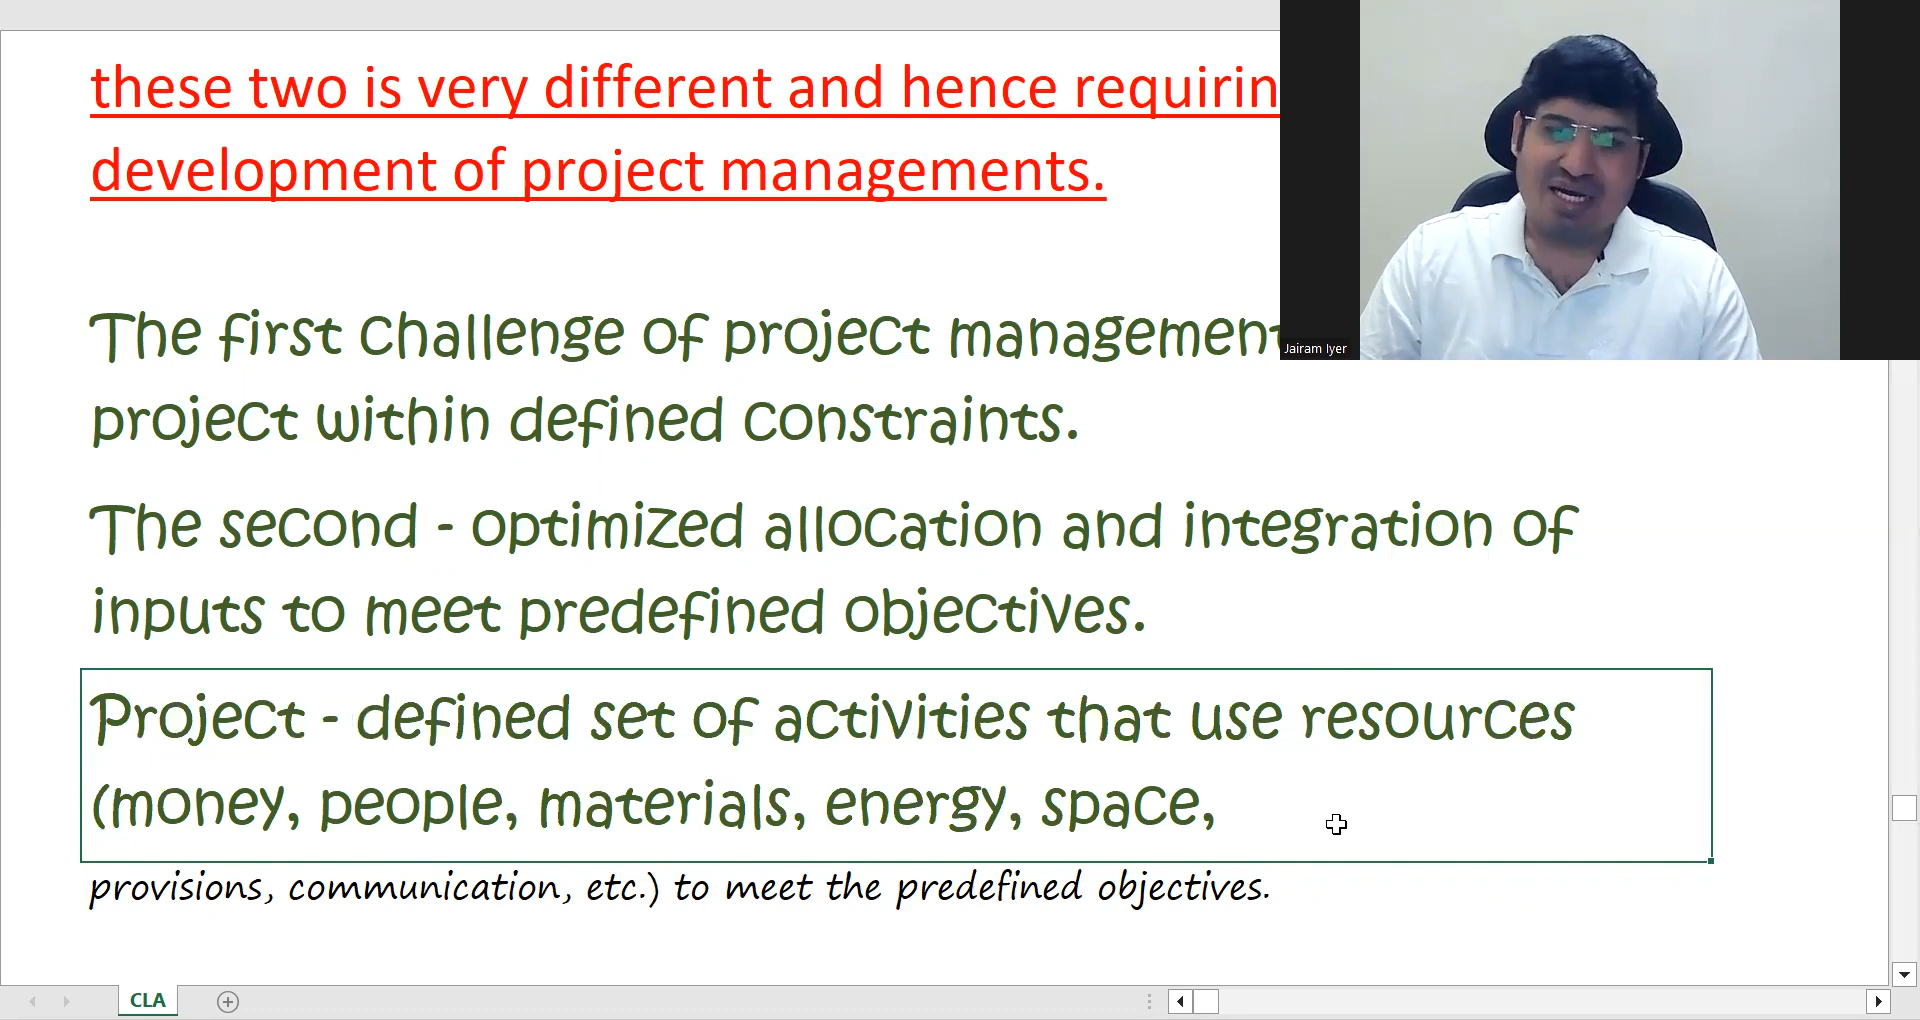 these two is very different and hence requirin
development of project managements.
The first challenge of project management
project within defined constraints.
The second - optimized allocation and integration of
inputs to meet predefined objectives.
Project - defined set of activities that use resources
(money, people, materials, energy, space,
provisions, communication, etc.) to meet the predefined objectives.
Jairam Iyer
CLA